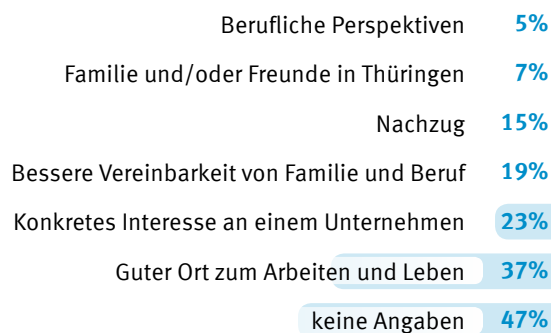 Berufliche Perspektiven 5%
Familie und/oder Freunde in Thüringen 7%
Nachzug 15%
Bessere Vereinbarkeit von Familie und Beruf 19%
Konkretes Interesse an einem Unternehmen 23%
Guter Ort zum Arbeiten und Leben 37%
keine Angaben 47%